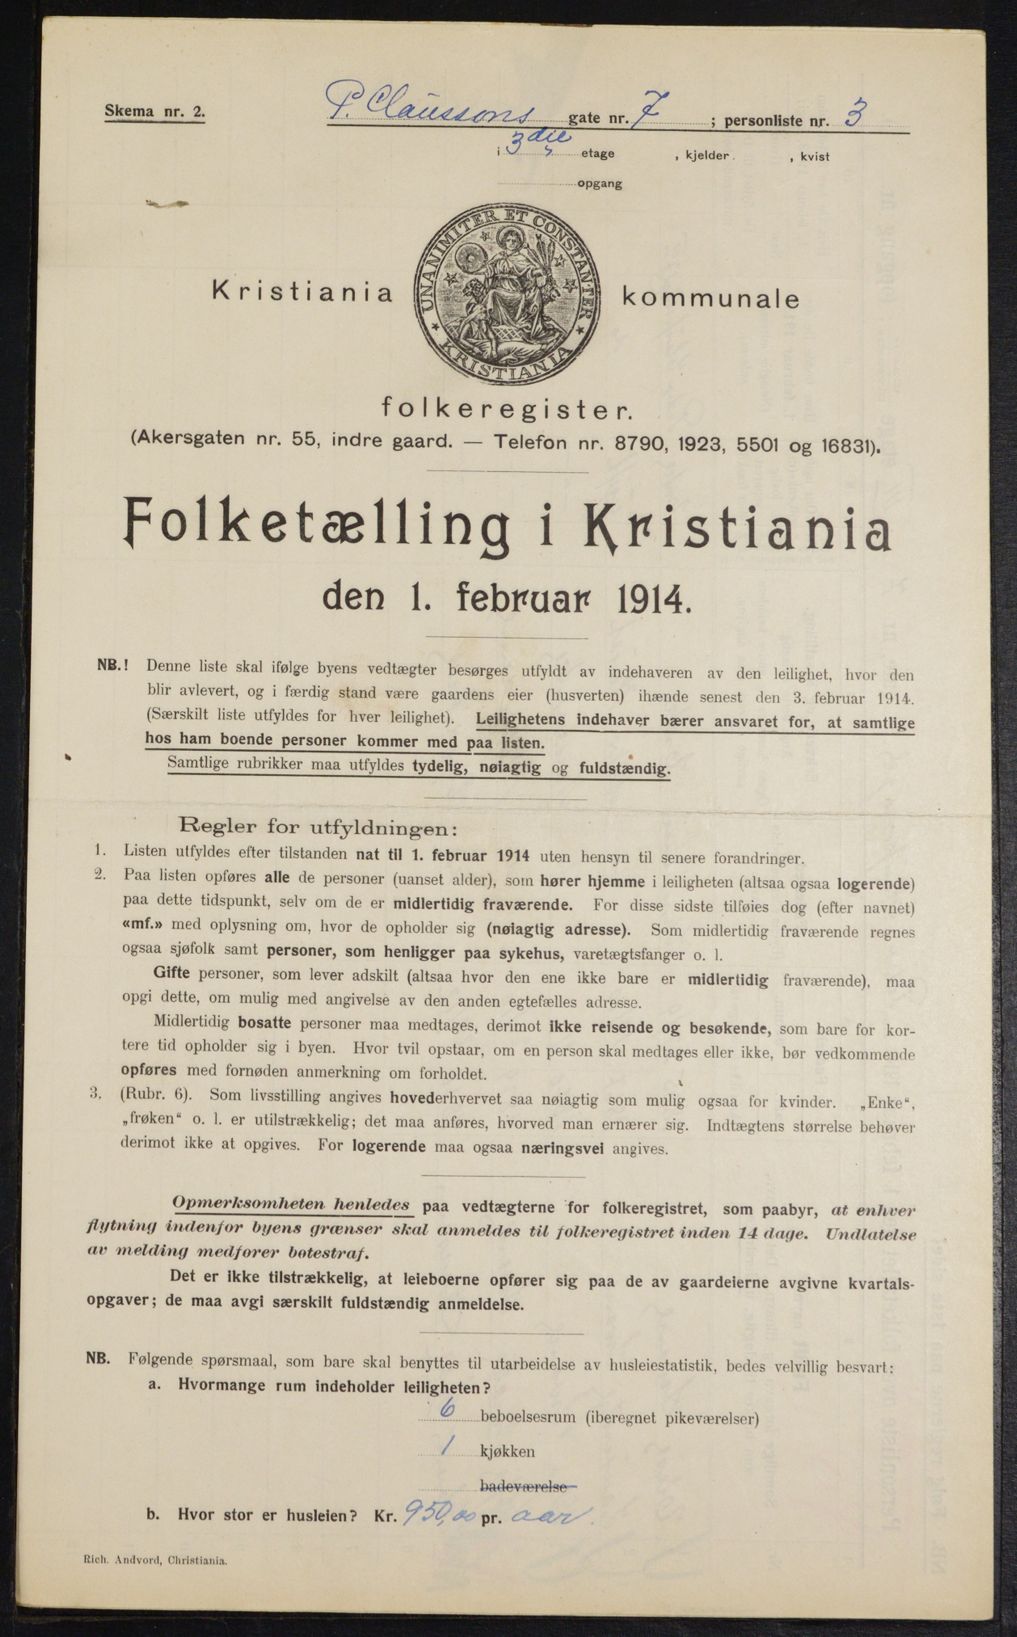 Skema nr. 2.
P. Claussons gate nr. 7 ; personliste nr. 3
i 3die etage , kjelder , kvist
opgang
UNANIMITER ET CONSTANTER
KRISTIANIA
Kristiania kommunale
folkeregister.
(Akersgaten nr. 55, indre gaard. — Telefon nr. 8790, 1923, 5501 og 16831).
Folketælling i Kristiania
den 1. februar 1914.
NB.! Denne liste skal ifølge byens vedtægter besørges utfyldt av indehaveren av den leilighet, hvor den
blir avlevert, og i færdig stand være gaardens eier (husverten) ihænde senest den 3. februar 1914.
(Særskilt liste utfyldes for hver leilighet). Leilighetens indehaver bærer ansvaret for, at samtlige
hos ham boende personer kommer med paa listen.
Samtlige rubrikker maa utfyldes tydelig, nøiagtig og fuldstændig.
Regler for utfyldningen:
1. Listen utfyldes efter tilstanden nat til 1. februar 1914 uten hensyn til senere forandringer.
2. Paa listen opføres alle de personer (uanset alder), som hører hjemme i leiligheten (altsaa ogsaa logerende)
paa dette tidspunkt, selv om de er midlertidig fraværende. For disse sidste tilføies dog (efter navnet)
«mf.» med oplysning om, hvor de opholder sig (nøiagtig adresse). Som midlertidig fraværende regnes
ogsaa sjøfolk samt personer, som henligger paa sykehus, varetægtsfanger o. l.
Gifte personer, som lever adskilt (altsaa hvor den ene ikke bare er midlertidig fraværende), maa
opgi dette, om mulig med angivelse av den anden egtefælles adresse.
Midlertidig bosatte personer maa medtages, derimot ikke reisende og besøkende, som bare for kor-
tere tid opholder sig i byen. Hvor tvil opstaar, om en person skal medtages eller ikke, bør vedkommende
opføres med fornøden anmerkning om forholdet.
3. (Rubr. 6). Som livsstilling angives hovederhvervet saa nøiagtig som mulig ogsaa for kvinder. „Enke“,
„frøken“ o. l. er utilstrækkelig; det maa anføres, hvorved man ernærer sig. Indtægtens størrelse behøver
derimot ikke at opgives. For logerende maa ogsaa næringsvei angives.
Opmerksomheten henledes paa vedtægterne for folkeregistret, som paabyr, at enhver
flytning indenfor byens grænser skal anmeldes til folkeregistret inden 14 dage. Undlatelse
av melding medfører bøtestraf.
Det er ikke tilstrækkelig, at leieboerne opfører sig paa de av gaardeierne avgivne kvartals-
opgaver; de maa avgi særskilt fuldstændig anmeldelse.
NB. Følgende spørsmaal, som bare skal benyttes til utarbeidelse av husleiestatistik, bedes velvillig besvart:
a. Hvormange rum indeholder leiligheten?
6 beboelsesrum (iberegnet pikeværelser)
1 kjøkken
badeværelse
b. Hvor stor er husleien? Kr. 950,00 pr. aar.
Rich. Andvord, Christiania.